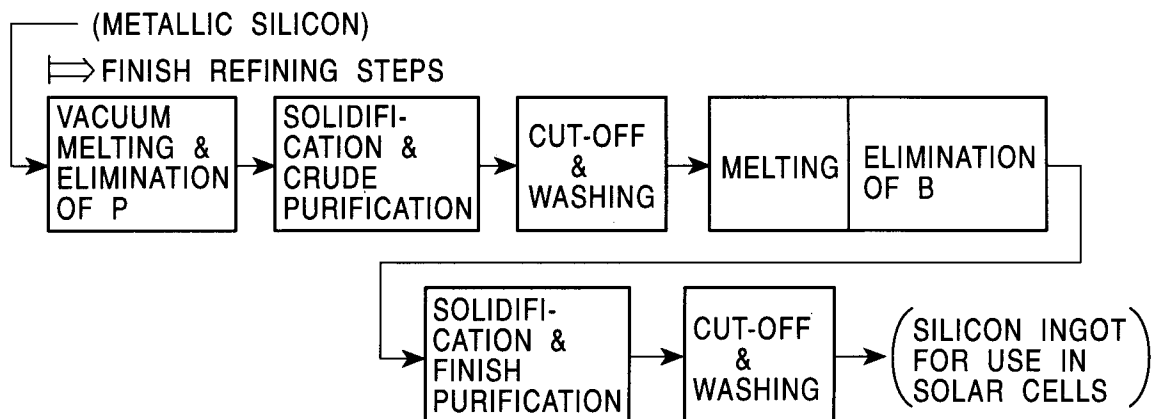 (METALLIC SILICON)
FINISH REFINING STEPS
VACUUM
MELTING &
ELIMINATION
OF P
SOLIDIFI-
CATION &
CRUDE
PURIFICATION
CUT-OFF
&
WASHING
MELTING
ELIMINATION
OF B
SOLIDIFI-
CATION &
FINISH
PURIFICATION
CUT-OFF
&
WASHING
(SILICON INGOT
FOR USE IN
SOLAR CELLS)